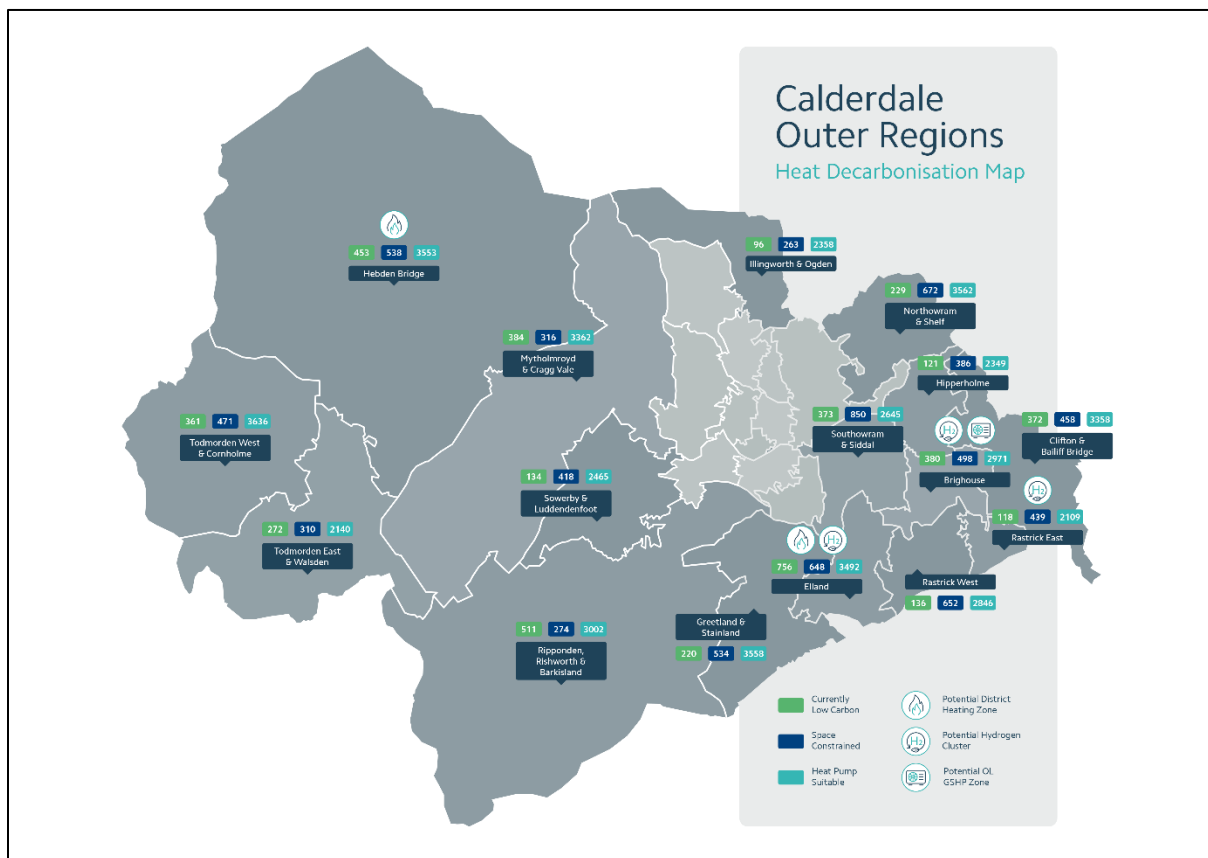 Calderdale
Outer Regions
Heat Decarbonisation Map
453 538 3553
Hebden Bridge
96 263 2358
Illingworth & Ogden
229 672 3562
Northowram
& Shelf
384 316 3362
Mytholmroyd
& Cragg Vale
121 386 2349
Hipperholme
361 471 3636
Todmorden West
& Cornholme
373 850 2645
Southowram
& Siddal
372 458 3358
Clifton &
Bailiff Bridge
H2
380 498 2971
Brighouse
134 418 2465
Sowerby &
Luddendenfoot
H2
118 439 2109
Rastrick East
272 310 2140
Todmorden East
& Walsden
H2
756 648 3492
Elland
Rastrick West
136 652 2846
Greetland &
Stainland
220 534 3558
511 274 3002
Ripponden,
Rishworth &
Barkisland
Currently
Low Carbon
Potential District
Heating Zone
Space
Constrained
H2
Potential Hydrogen
Cluster
Heat Pump
Suitable
Potential OL
GSHP Zone